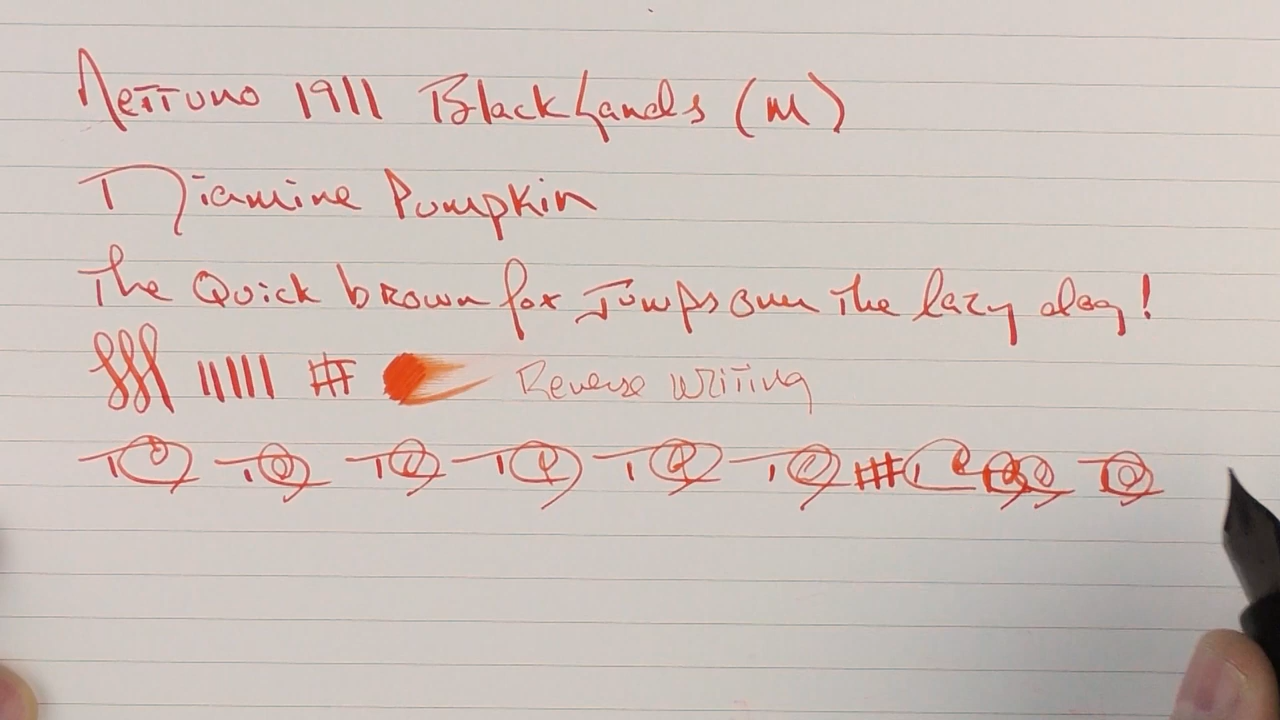 Nettuno 1911 Blacklands (M)
Diamine Pumpkin
The Quick brown fox Jumps over The lazy dog!
# Reverse Writing
#